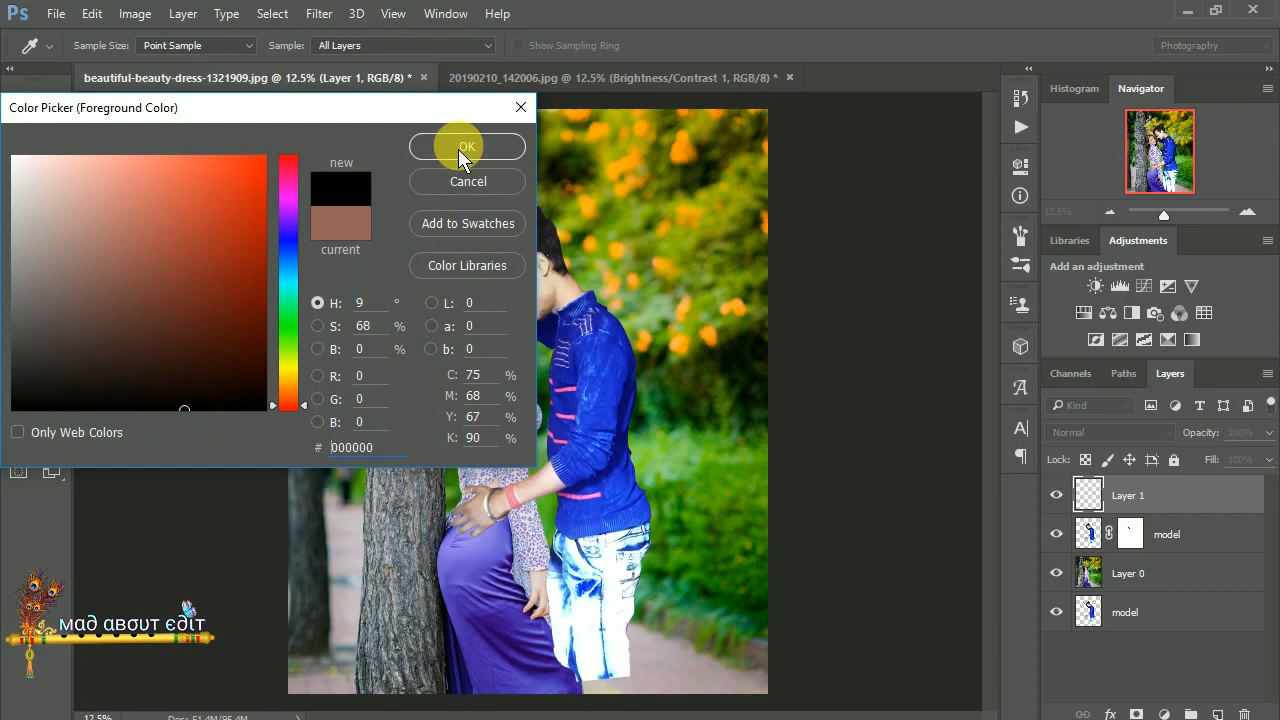 Ps File Edit Image Layer Type Select Filter 3D View Window Help
Sample Size: Point Sample Sample: All Layers Show Sampling Ring Photography
beautiful-beauty-dress-1321909.jpg @ 12.5% (Layer 1, RGB/8) * 20190210_142006.jpg @ 12.5% (Brightness/Contrast 1, RGB/8) *
Color Picker (Foreground Color)
new
current
OK
Cancel
Add to Swatches
Color Libraries
H: 9 ° L: 0
S: 68 % a: 0
B: 0 % b: 0
R: 0 C: 75 %
G: 0 M: 68 %
B: 0 Y: 67 %
# 000000 K: 90 %
Only Web Colors
Histogram Navigator
12.5%
Libraries Adjustments
Add an adjustment
Channels Paths Layers
Kind
Normal Opacity: 100%
Lock: Fill: 100%
Layer 1
model
Layer 0
model
fx
mad about edit
12.5% Doc: 51.4M/95.4M